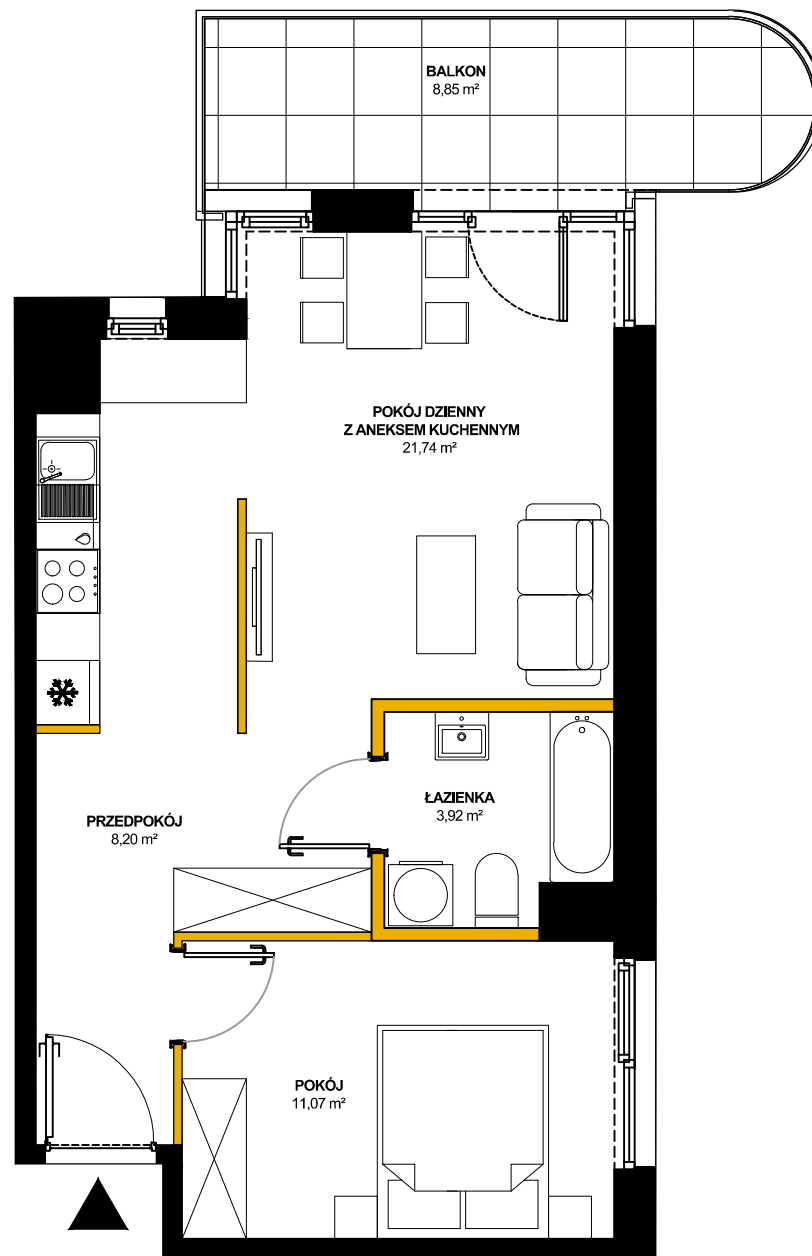 BALKON
8,85 m²
POKÓJ DZIENNY
Z ANEKSEM KUCHENNYM
21,74 m²
ŁAZIENKA
3,92 m²
PRZEDPOKÓJ
8,20 m²
POKÓJ
11,07 m²